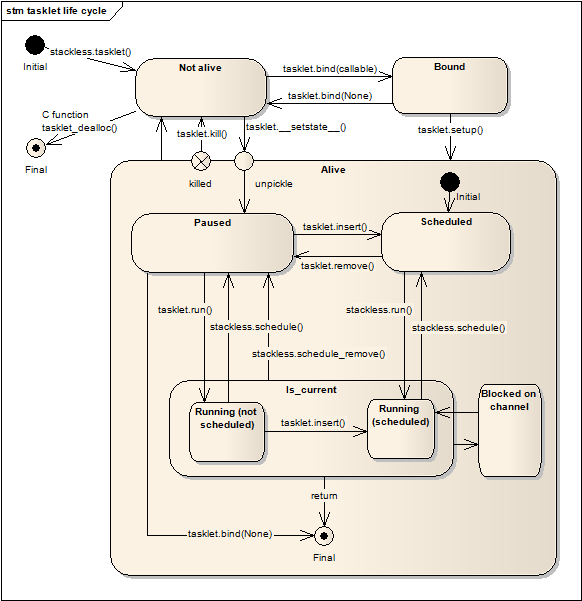 stm tasklet life cycle
stackless.tasklet()
Initial
Not alive
tasklet.bind(callable)
Bound
tasklet.bind(None)
C function
tasklet_dealloc()
tasklet.kill()
tasklet.__setstate__()
tasklet.setup()
Final
killed
unpickle
Alive
Initial
Paused
tasklet.insert()
Scheduled
tasklet.remove()
tasklet.run()
stackless.run()
stackless.schedule()
stackless.schedule()
stackless.schedule_remove()
Is_current
Blocked on
channel
Running (not
scheduled)
tasklet.insert()
Running
(scheduled)
return
tasklet.bind(None)
Final